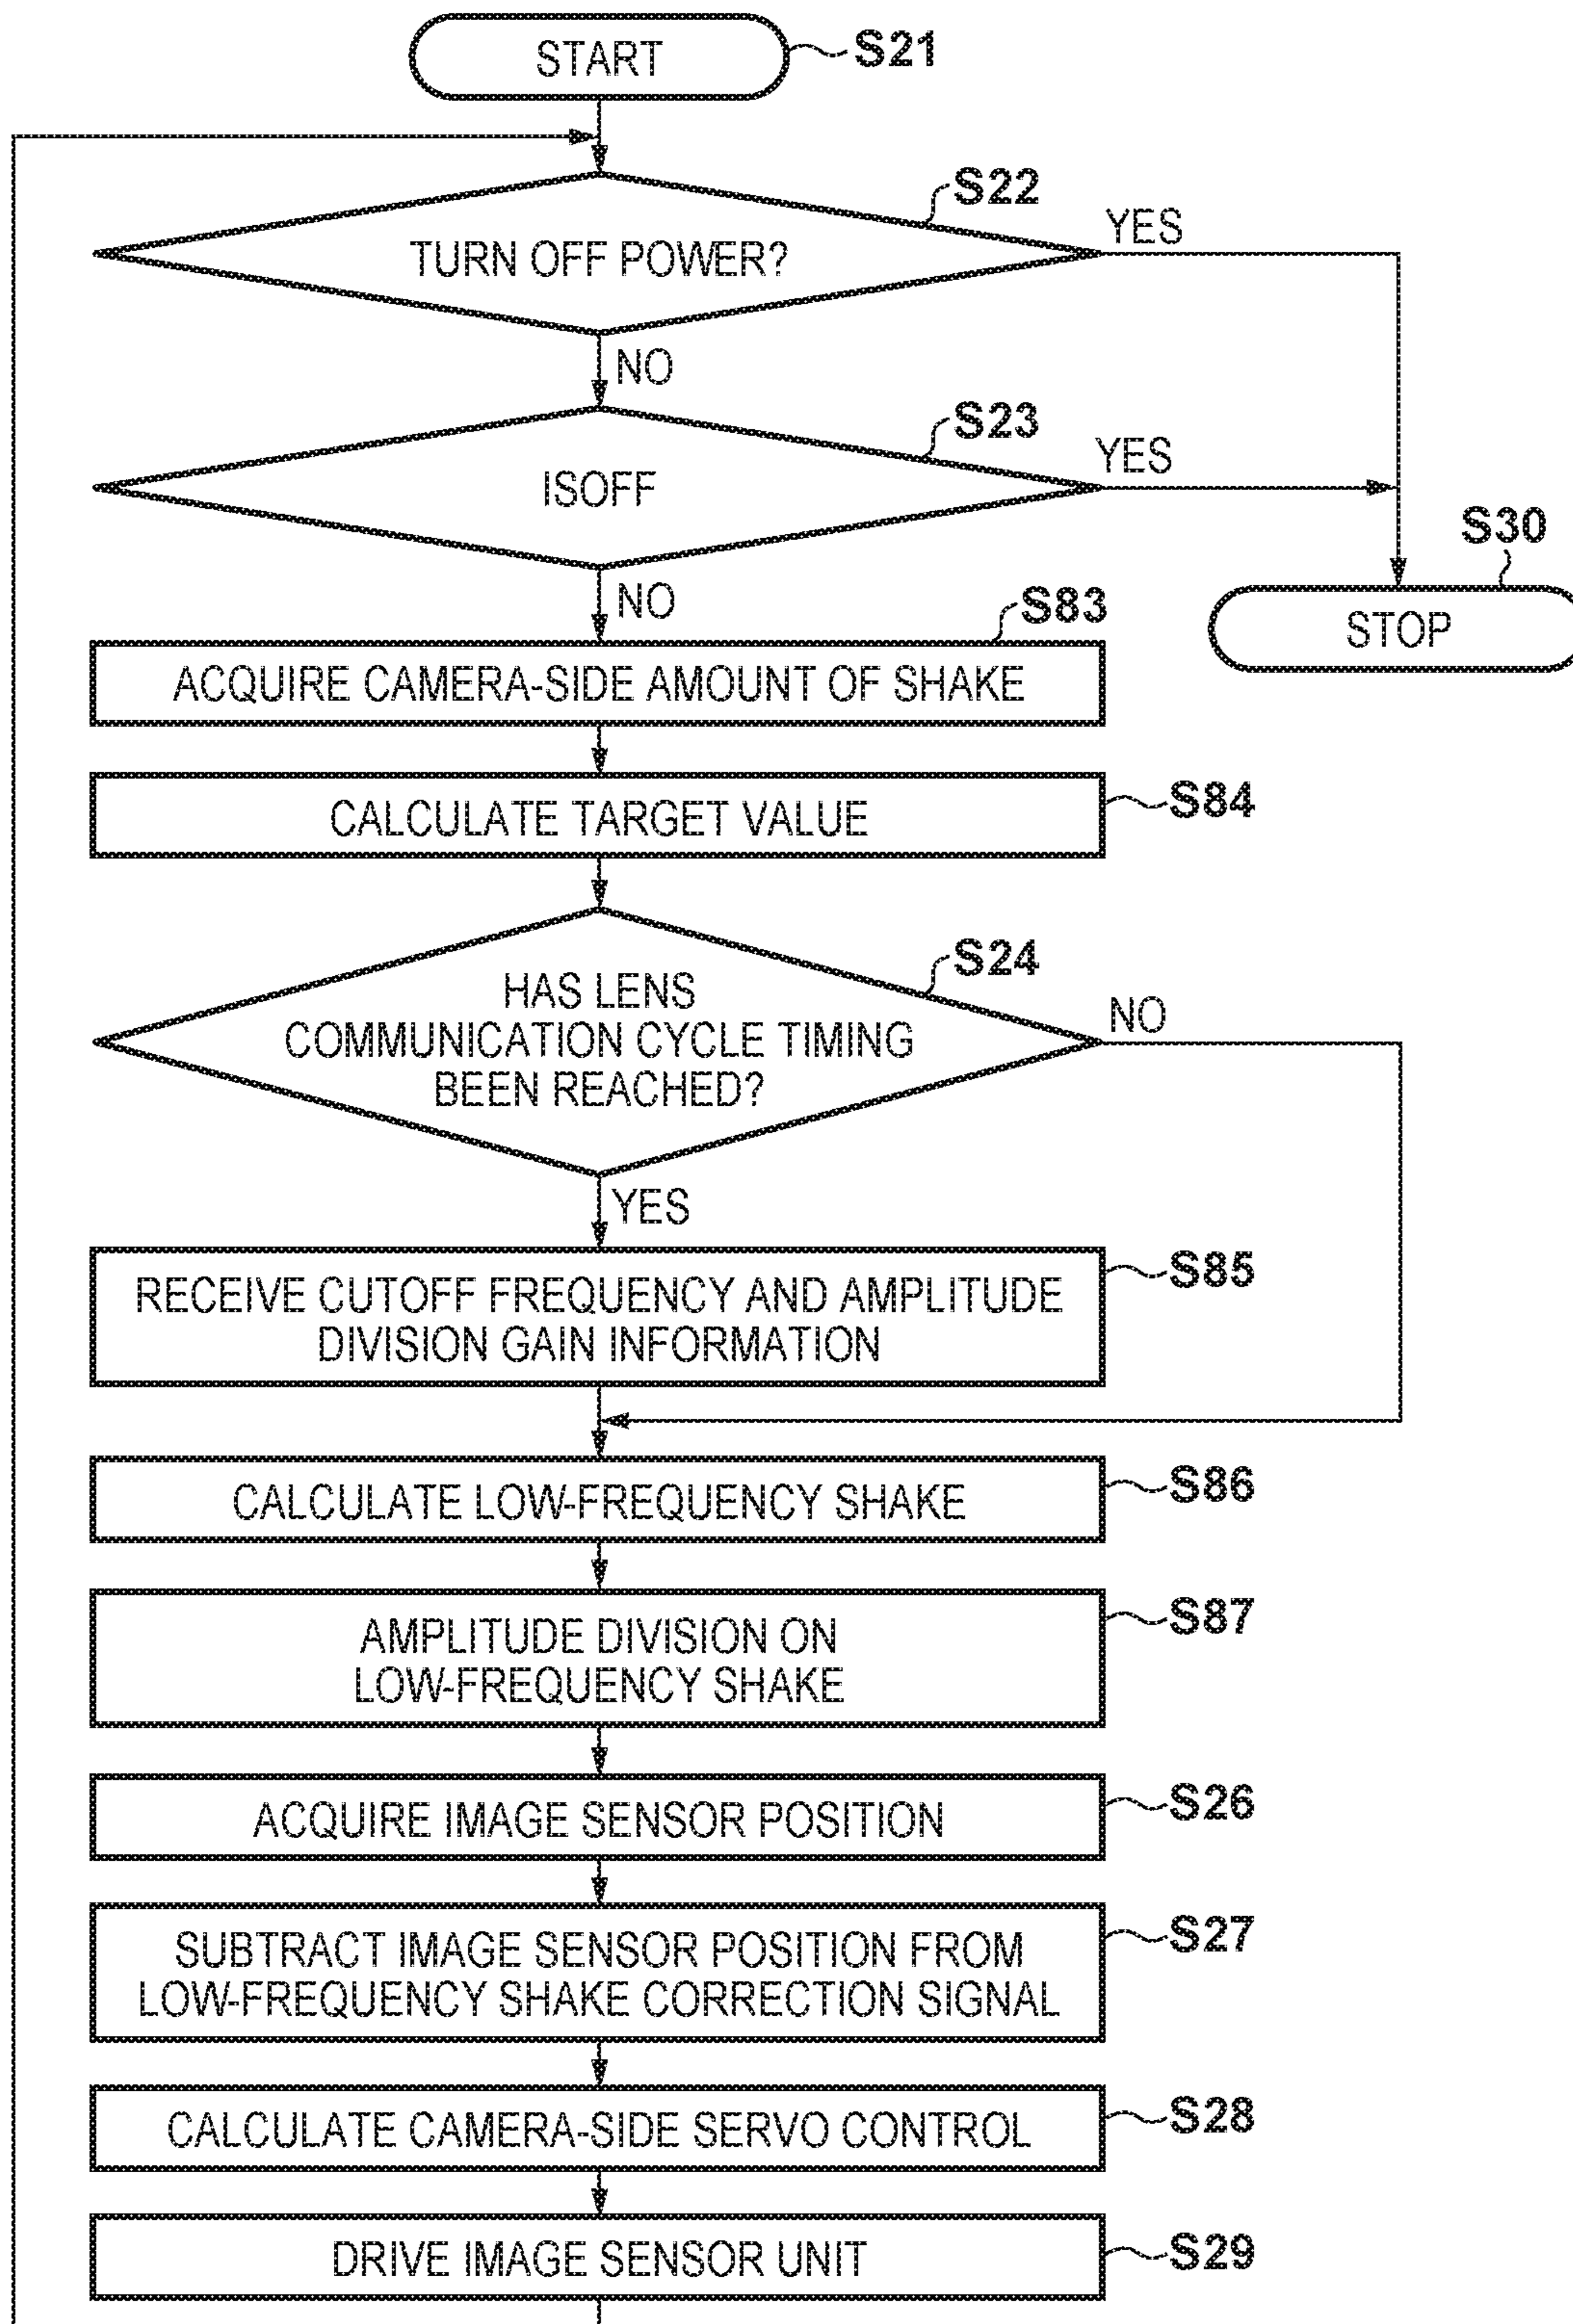 START
S21
S22
TURN OFF POWER?
YES
NO
S23
ISOFF
YES
NO
S30
STOP
S83
ACQUIRE CAMERA-SIDE AMOUNT OF SHAKE
CALCULATE TARGET VALUE
S84
S24
HAS LENS
COMMUNICATION CYCLE TIMING
BEEN REACHED?
NO
YES
RECEIVE CUTOFF FREQUENCY AND AMPLITUDE
DIVISION GAIN INFORMATION
S85
CALCULATE LOW-FREQUENCY SHAKE
S86
AMPLITUDE DIVISION ON
LOW-FREQUENCY SHAKE
S87
ACQUIRE IMAGE SENSOR POSITION
S26
SUBTRACT IMAGE SENSOR POSITION FROM
LOW-FREQUENCY SHAKE CORRECTION SIGNAL
S27
CALCULATE CAMERA-SIDE SERVO CONTROL
S28
DRIVE IMAGE SENSOR UNIT
S29